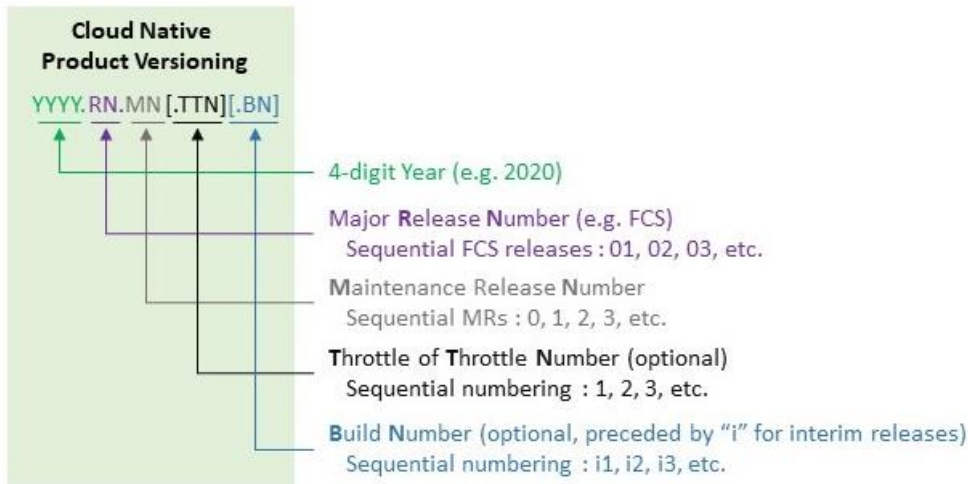 Cloud Native
Product Versioning
YYYY.RN.MN[.TTN][.BN]
4-digit Year (e.g. 2020)
Major Release Number (e.g. FCS)
Sequential FCS releases : 01, 02, 03, etc.
Maintenance Release Number
Sequential MRs : 0, 1, 2, 3, etc.
Throttle of Throttle Number (optional)
Sequential numbering : 1, 2, 3, etc.
Build Number (optional, preceded by “i” for interim releases)
Sequential numbering : i1, i2, i3, etc.